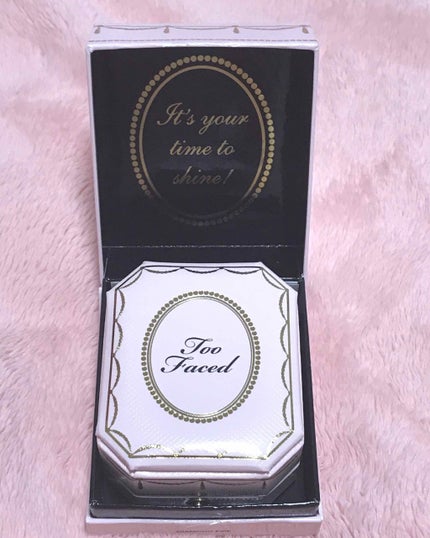 It's your
time to
shine!
Too
Faced